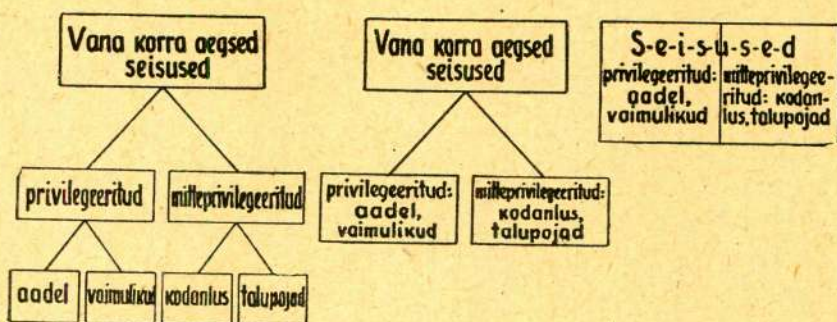 Vana korra aegsed
seisused
privilegeeritud
mitteprivilegeeritud
aadel
vaimulikud
kodanlus
talupojad
Vana korra aegsed
seisused
privilegeeritud:
aadel,
vaimulikud
mitteprivilegeeritud:
kodanlus,
talupojad
S-e-i-s-u-s-e-d
privilegeeritud:
aadel,
vaimulikud
mitteprivilegee-
ritud: kodan-
lus, talupojad